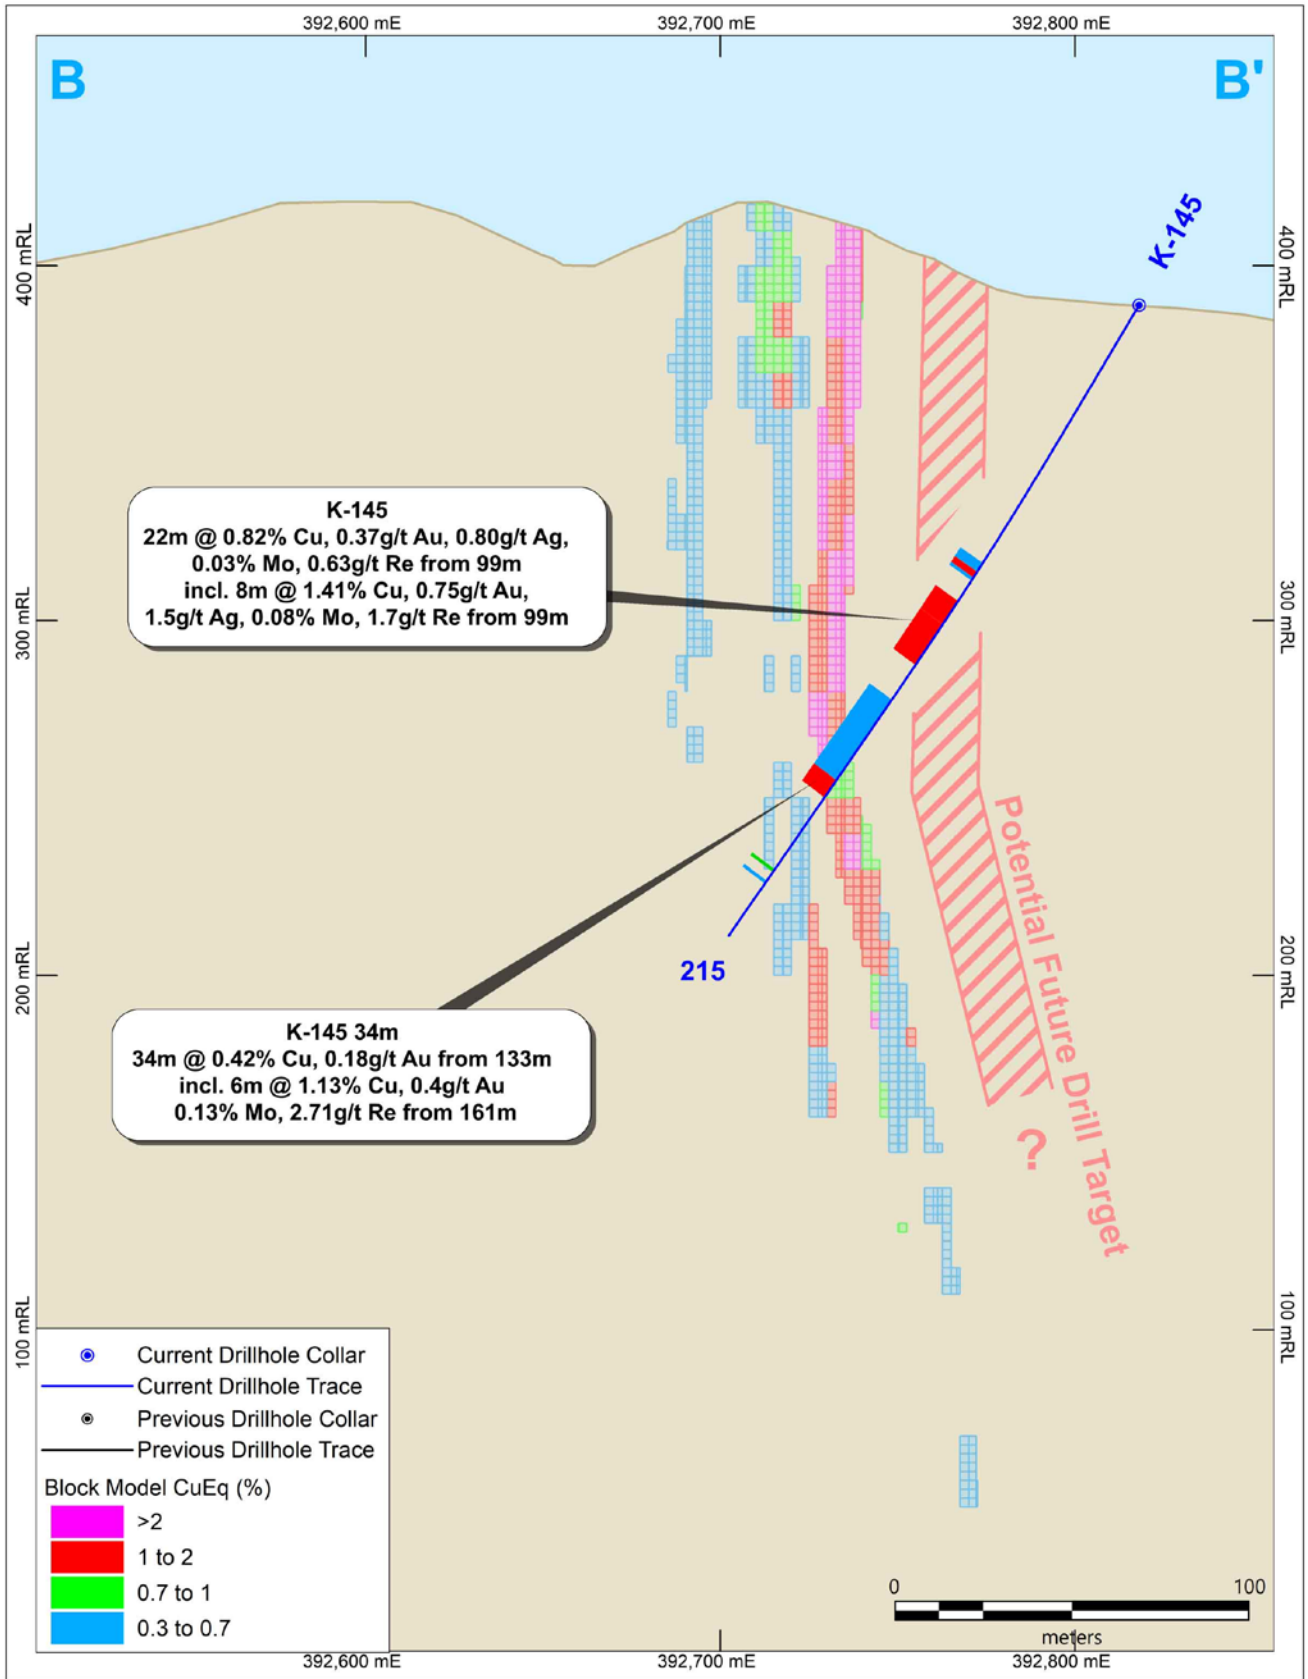 392,600 mE
392,700 mE
392,800 mE
B
B'
K-145
400 mRL
400 mRL
K-145
22m @ 0.82% Cu, 0.37g/t Au, 0.80g/t Ag,
0.03% Mo, 0.63g/t Re from 99m
incl. 8m @ 1.41% Cu, 0.75g/t Au,
1.5g/t Ag, 0.08% Mo, 1.7g/t Re from 99m
300 mRL
300 mRL
Potential Future Drill Target
?
215
200 mRL
200 mRL
K-145 34m
34m @ 0.42% Cu, 0.18g/t Au from 133m
incl. 6m @ 1.13% Cu, 0.4g/t Au
0.13% Mo, 2.71g/t Re from 161m
100 mRL
100 mRL
Current Drillhole Collar
Current Drillhole Trace
Previous Drillhole Collar
Previous Drillhole Trace
Block Model CuEq (%)
>2
1 to 2
0.7 to 1
0.3 to 0.7
0
100
meters
392,600 mE
392,700 mE
392,800 mE